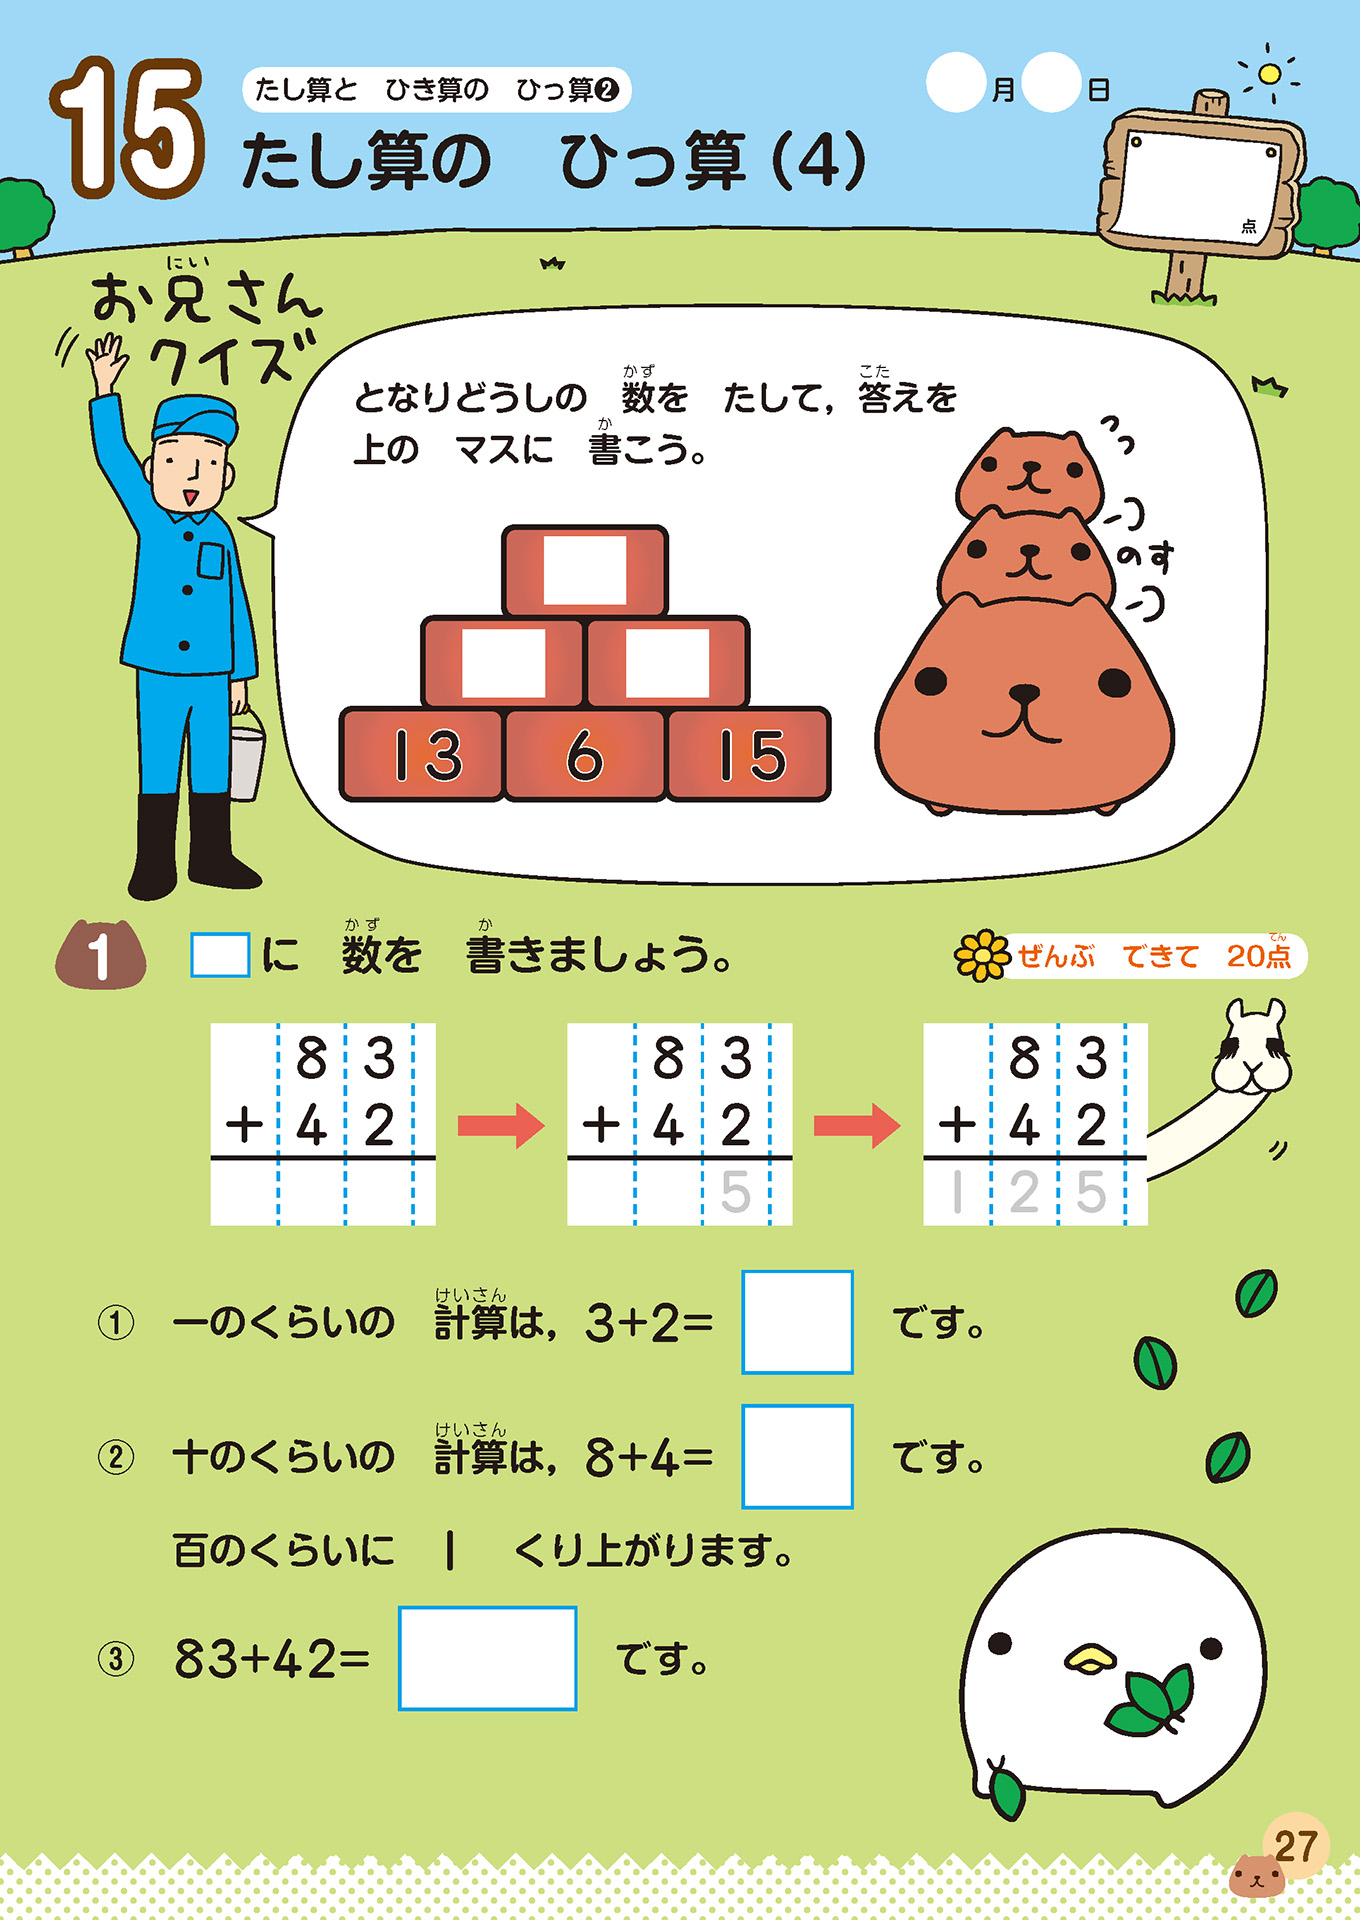 15
たし算と ひき算の ひっ算❷
たし算の ひっ算(4)
月 日
点
お兄さん
にい
クイズ
となりどうしの 数を たして, 答えを
かず こた
上の マスに 書こう。
か
13 6 15
つっ
つ
のす
つ
1 □に 数を 書きましょう。
かず か
ぜんぶ できて 20点
てん
8 3
+ 4 2
8 3
+ 4 2
5
8 3
+ 4 2
1 2 5
① 一のくらいの 計算は, 3+2=□ です。
けいさん
② 十のくらいの 計算は, 8+4=□ です。
けいさん
百のくらいに 1 くり上がります。
③ 83+42=□ です。
27